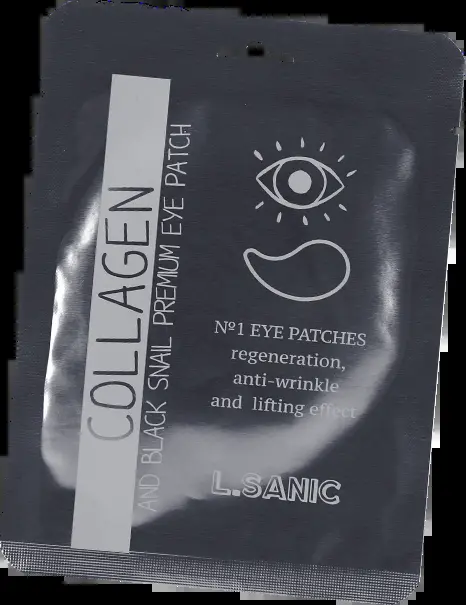 COLLAGEN
AND BLACK SNAIL PREMIUM EYE PATCH
Nº1 EYE PATCHES
regeneration,
anti-wrinkle
and lifting effect
L.SANIC